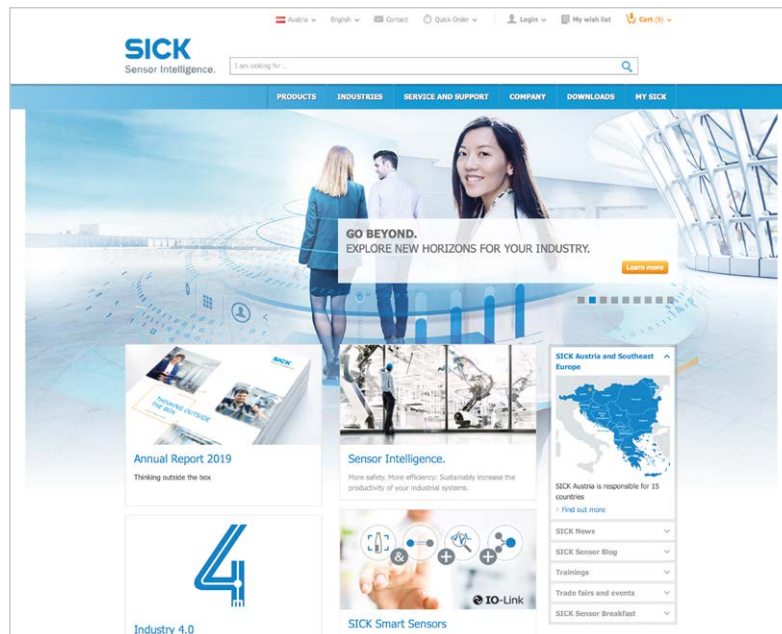 Austria English Contact Quick Order Login My wish list Cart (0)
SICK
Sensor Intelligence.
I am looking for ...
PRODUCTS INDUSTRIES SERVICE AND SUPPORT COMPANY DOWNLOADS MY SICK
GO BEYOND.
EXPLORE NEW HORIZONS FOR YOUR INDUSTRY.
Learn more
SICK
THINKING OUTSIDE
THE BOX
Annual Report 2019
Thinking outside the box
Sensor Intelligence.
More safety. More efficiency: Sustainably increase the
productivity of your industrial systems.
SICK Austria and Southeast
Europe
SICK Austria is responsible for 15
countries
> Find out more
SICK News
SICK Sensor Blog
Trainings
Trade fairs and events
SICK Sensor Breakfast
4
Industry 4.0
& + +
IO-Link
SICK Smart Sensors